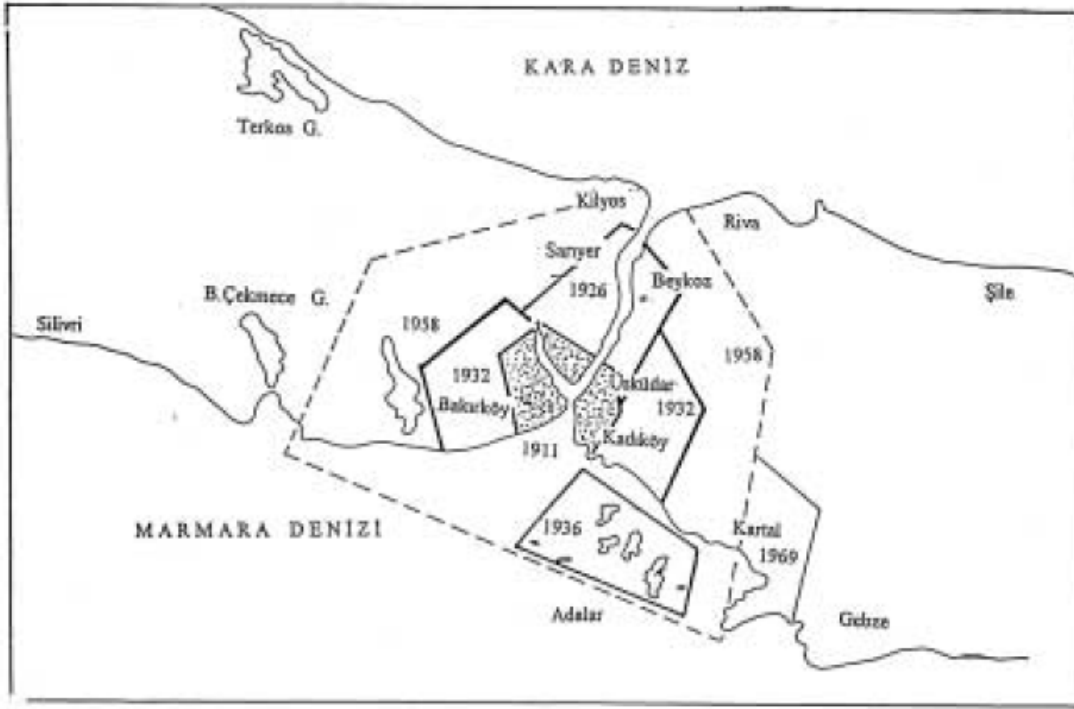 KARA DENİZ
Terkos G.
Kilyos
Riva
Sarıyer
Beykoz
1926
B.Çekmece G.
Şile
Silivri
1958
1958
1932
Üsküdar
Bakırköy
1932
1911
Kadıköy
MARMARA DENİZİ
1936
Kartal
1969
Adalar
Gebze